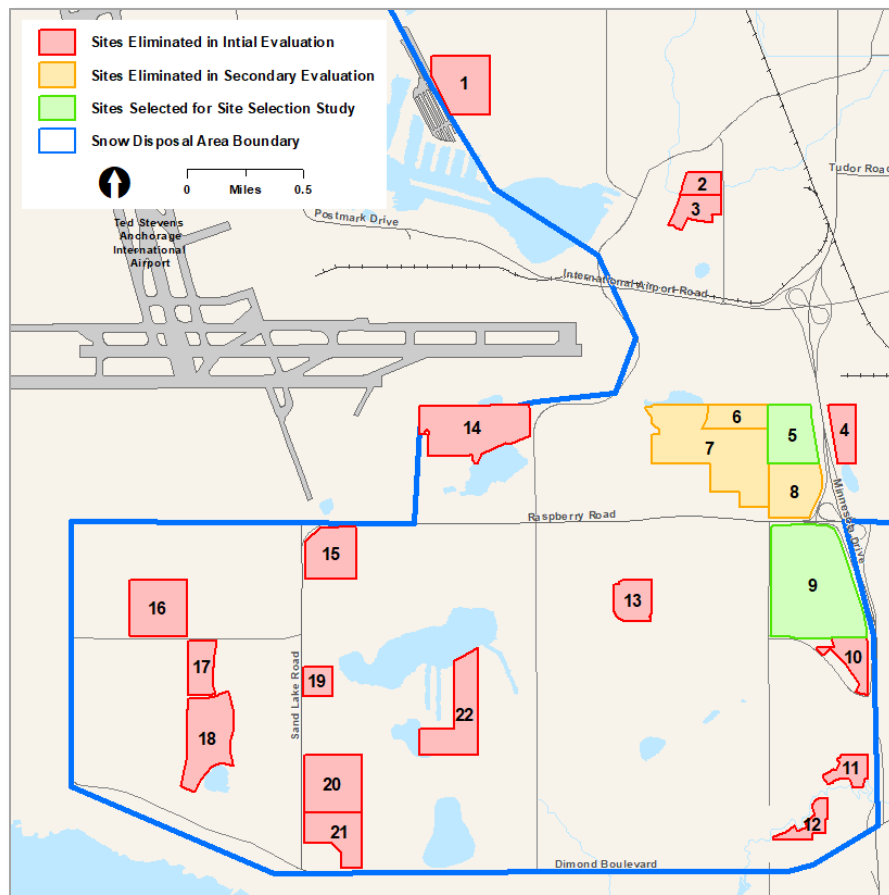 Sites Eliminated in Intial Evaluation
Sites Eliminated in Secondary Evaluation
Sites Selected for Site Selection Study
Snow Disposal Area Boundary
0 Miles 0.5
1
2
3
Tudor Road
Postmark Drive
Ted Stevens
Anchorage
International
Airport
International Airport Road
14
6
7
5
4
8
Minnesota Drive
Raspberry Road
15
16
13
9
10
17
19
18
Sand Lake Road
22
20
21
11
12
Dimond Boulevard